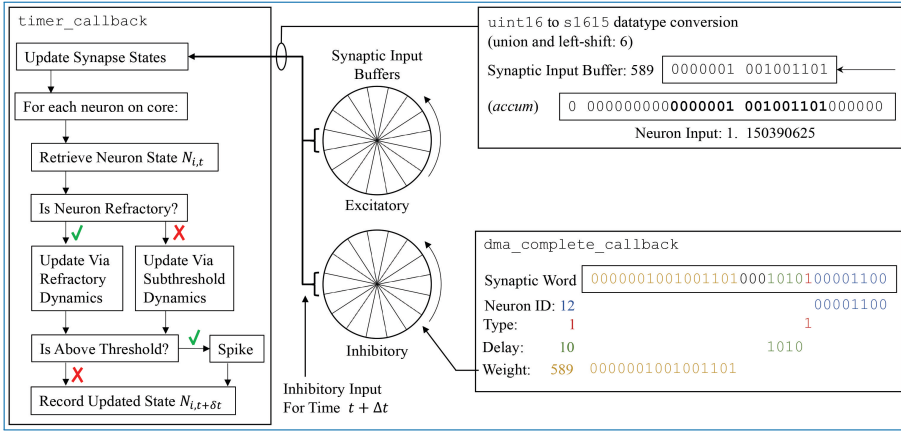 timer_callback
Update Synapse States
For each neuron on core:
Retrieve Neuron State N_{i,t}
Is Neuron Refractory?
✓ ✗
Update Via
Refractory
Dynamics
Update Via
Subthreshold
Dynamics
Is Above Threshold?
✓
Spike
✗
Record Updated State N_{i,t+δt}
Synaptic Input
Buffers
Excitatory
Inhibitory
Inhibitory Input
For Time t + Δt
uint16 to s1615 datatype conversion
(union and left-shift: 6)
Synaptic Input Buffer: 589 0000001 001001101
(accum) 0 0000000000000001 001001101000000
Neuron Input: 1. 150390625
dma_complete_callback
Synaptic Word 00000010010011010001010100001100
Neuron ID: 12 00001100
Type: 1 1
Delay: 10 1010
Weight: 589 0000001001001101